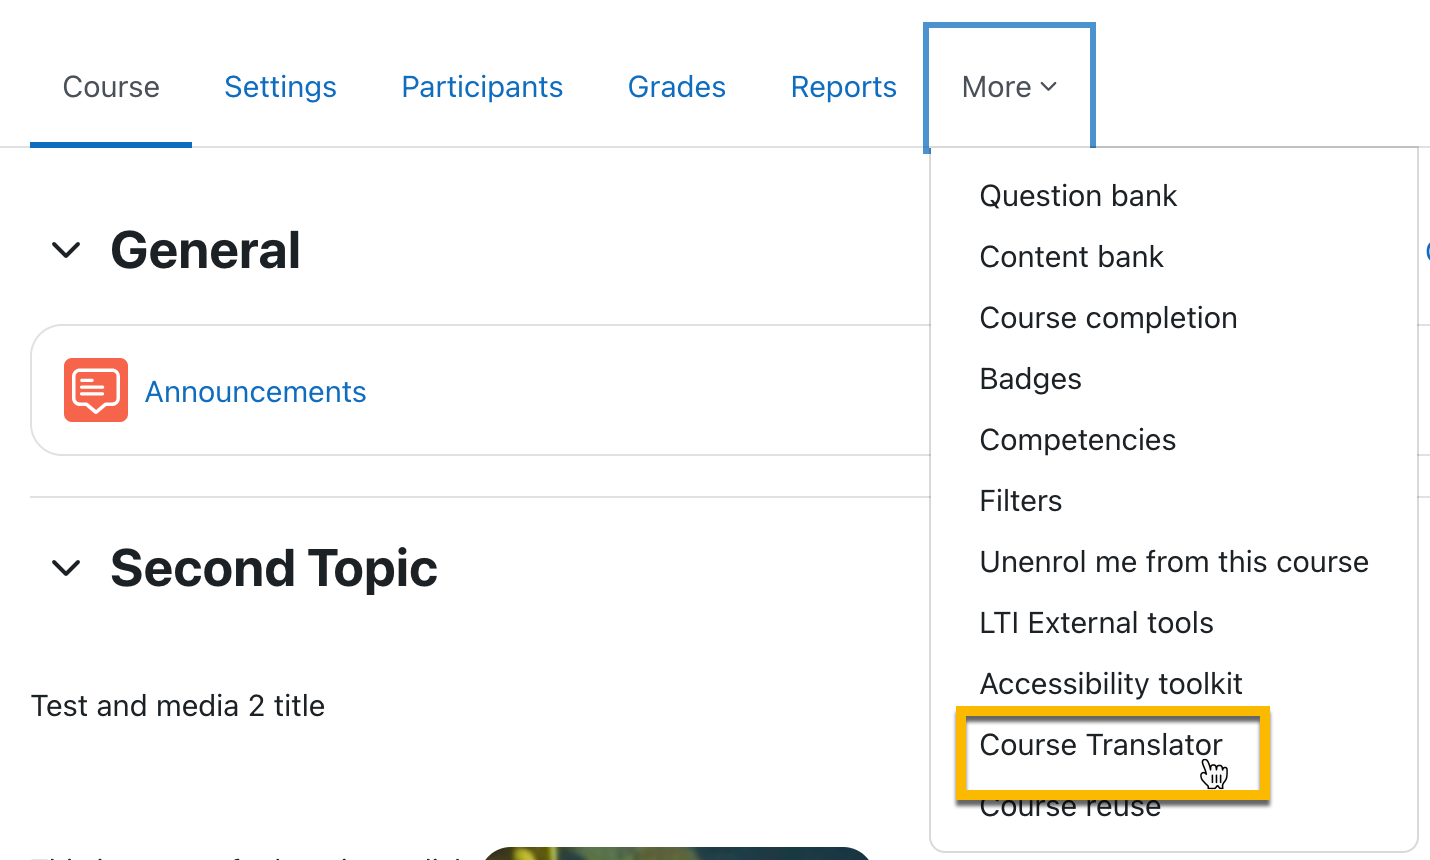 Course Settings Participants Grades Reports More
Question bank
Content bank
Course completion
Badges
Competencies
Filters
Unenrol me from this course
LTI External tools
Accessibility toolkit
Course Translator
Course reuse
General
Announcements
Second Topic
Test and media 2 title